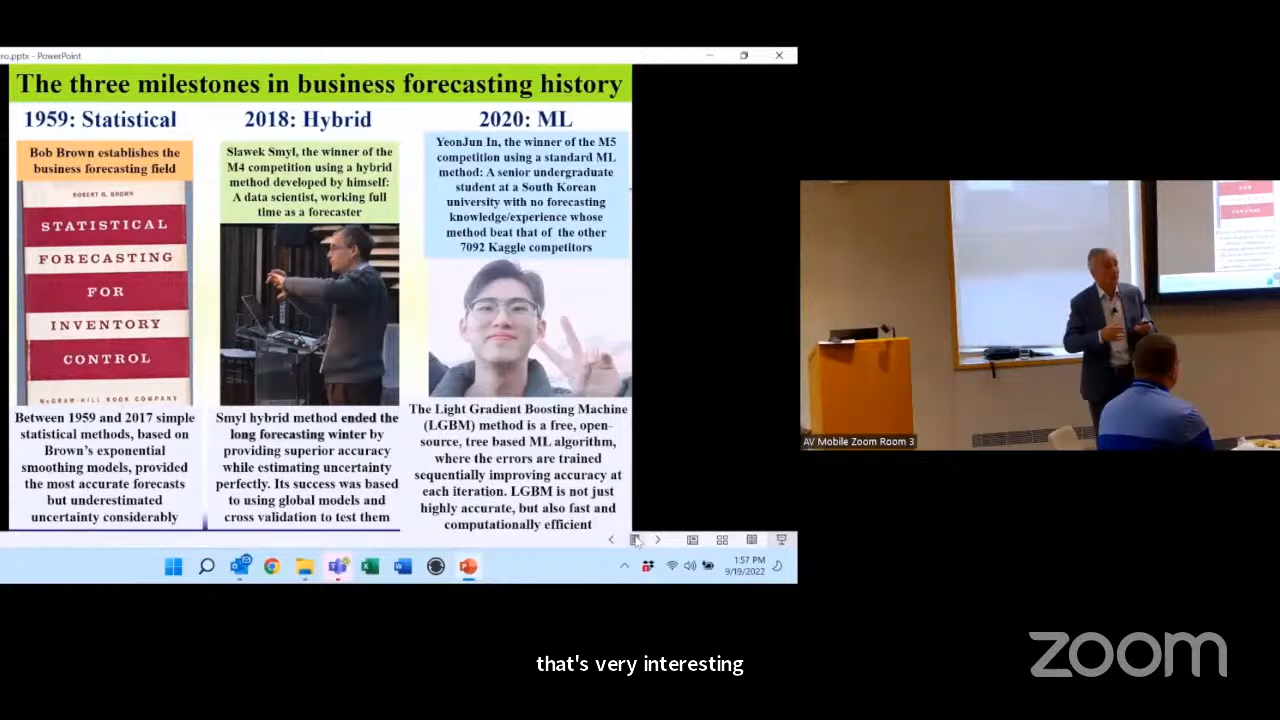 ro.pptx - PowerPoint
The three milestones in business forecasting history
1959: Statistical
Bob Brown establishes the
business forecasting field
ROBERT G. BROWN
STATISTICAL
FORECASTING
FOR
INVENTORY
CONTROL
McGRAW-HILL BOOK COMPANY
Between 1959 and 2017 simple
statistical methods, based on
Brown's exponential
smoothing models, provided
the most accurate forecasts
but underestimated
uncertainty considerably
2018: Hybrid
Slawek Smyl, the winner of the
M4 competition using a hybrid
method developed by himself:
A data scientist, working full
time as a forecaster
Smyl hybrid method ended the
long forecasting winter by
providing superior accuracy
while estimating uncertainty
perfectly. Its success was based
to using global models and
cross validation to test them
2020: ML
YeonJun In, the winner of the M5
competition using a standard ML
method: A senior undergraduate
student at a South Korean
university with no forecasting
knowledge/experience whose
method beat that of the other
7092 Kaggle competitors
The Light Gradient Boosting Machine
(LGBM) method is a free, open-
source, tree based ML algorithm,
where the errors are trained
sequentially improving accuracy at
each iteration. LGBM is not just
highly accurate, but also fast and
computationally efficient
1:57 PM
9/19/2022
AV Mobile Zoom Room 3
that's very interesting
zoom